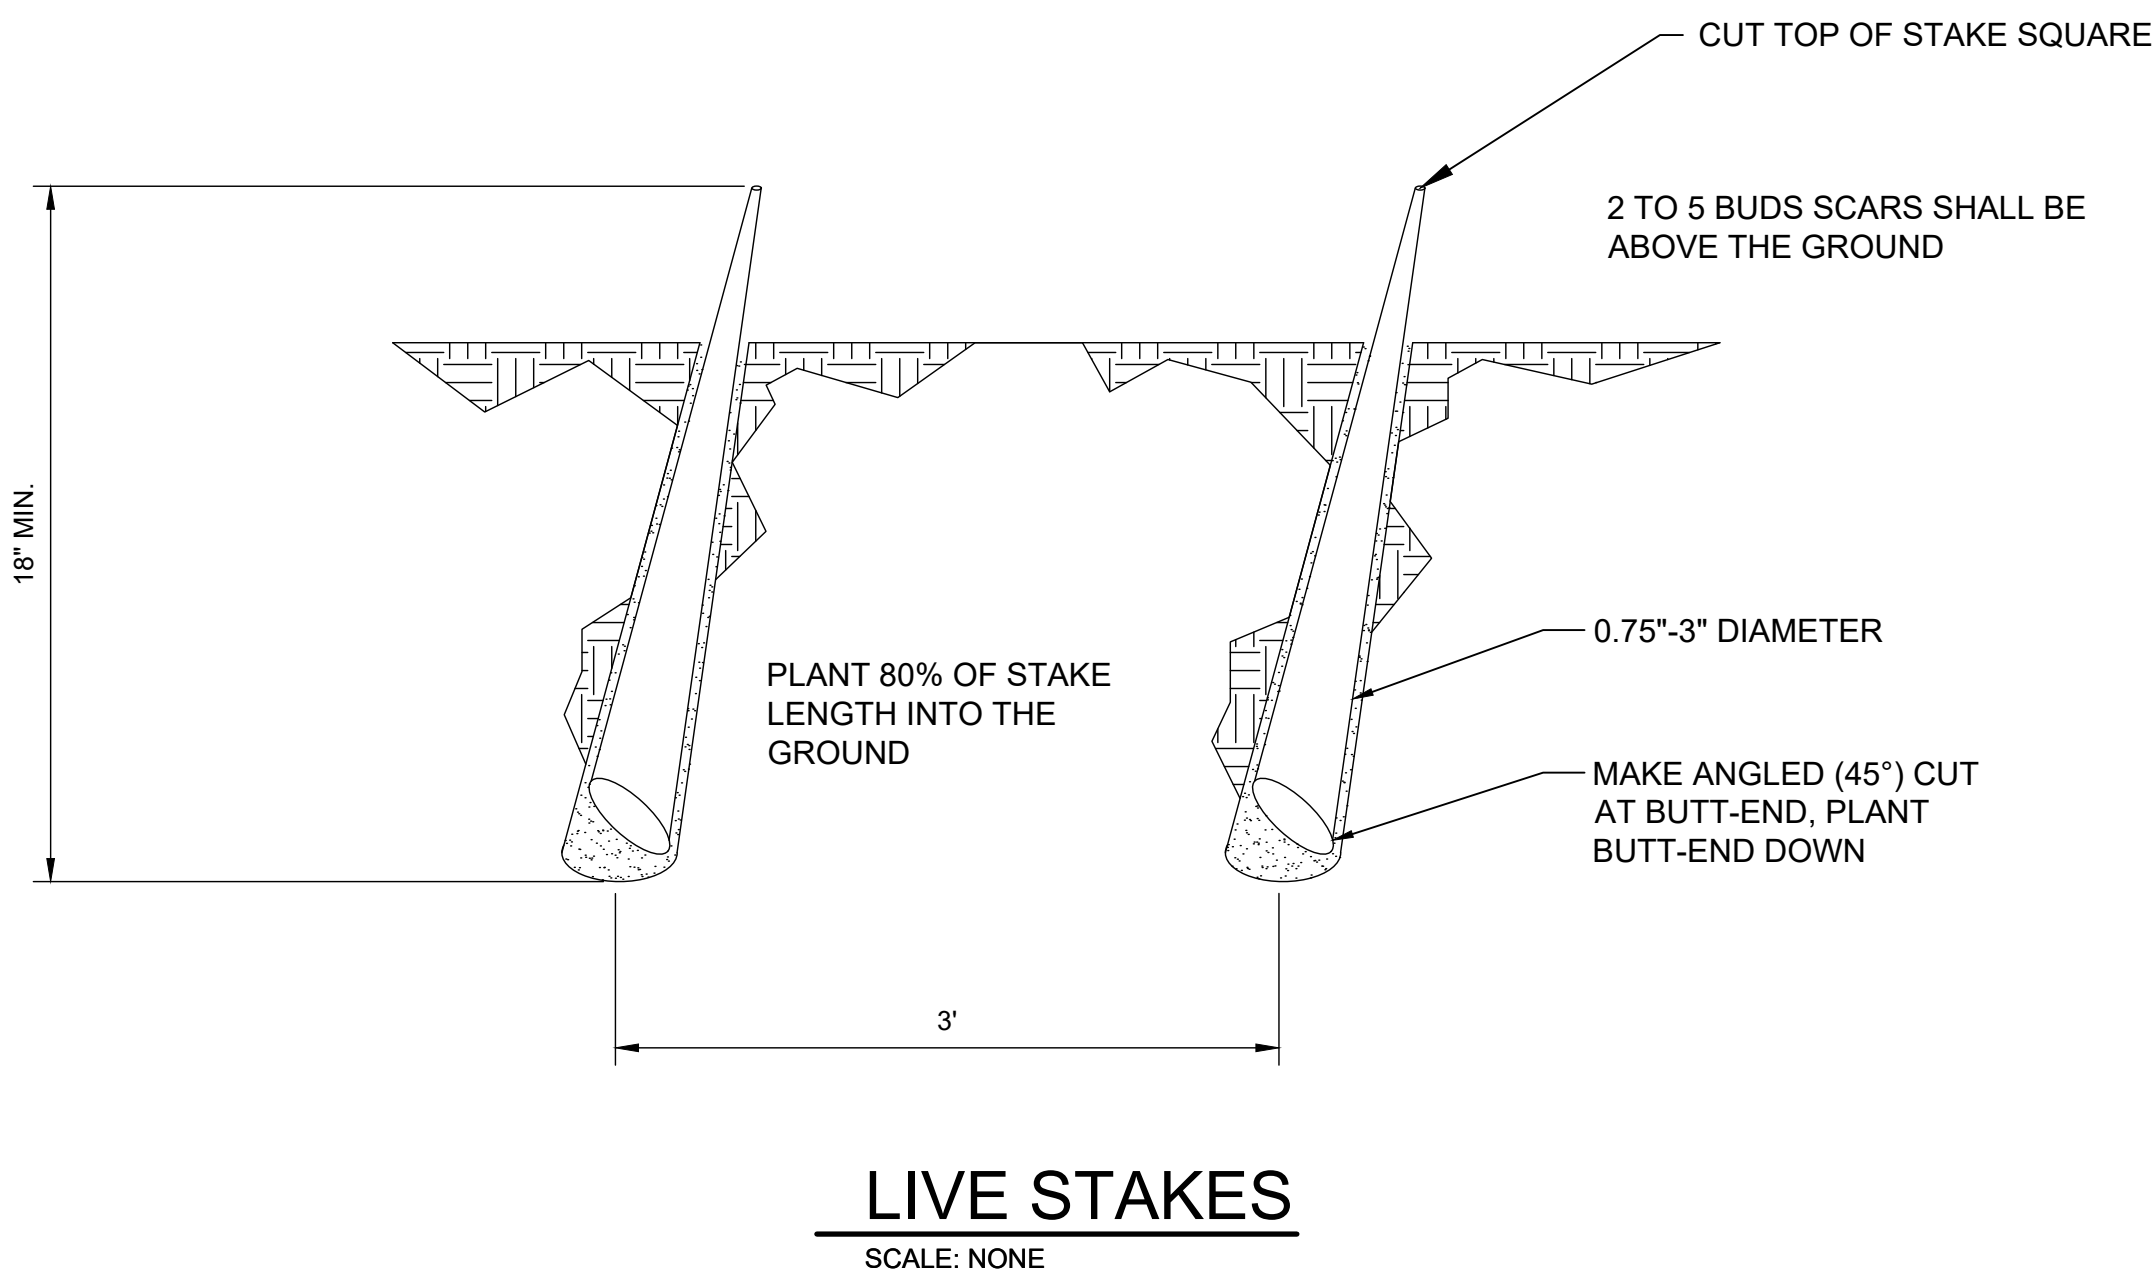 CUT TOP OF STAKE SQUARE
2 TO 5 BUDS SCARS SHALL BE
ABOVE THE GROUND
18" MIN.
0.75"-3" DIAMETER
PLANT 80% OF STAKE
LENGTH INTO THE
GROUND
MAKE ANGLED (45°) CUT
AT BUTT-END, PLANT
BUTT-END DOWN
3'
LIVE STAKES
SCALE: NONE